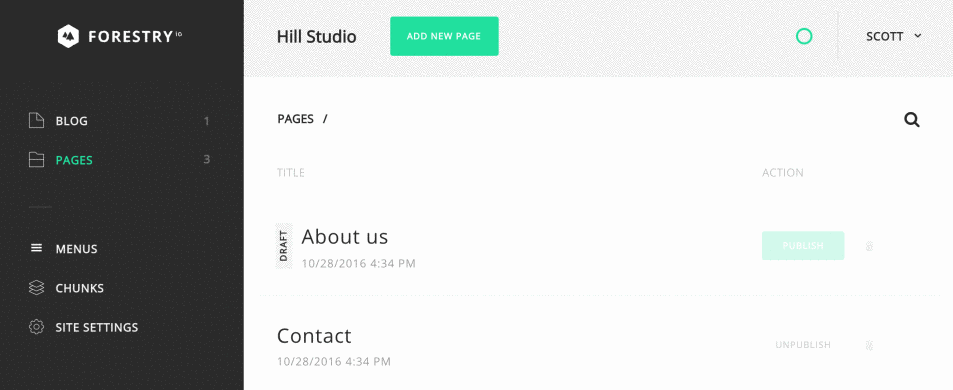 FORESTRY io
BLOG 1
PAGES 3
MENUS
CHUNKS
SITE SETTINGS
Hill Studio
ADD NEW PAGE
SCOTT
PAGES /
TITLE ACTION
DRAFT
About us
10/28/2016 4:34 PM
PUBLISH
Contact
10/28/2016 4:34 PM
UNPUBLISH